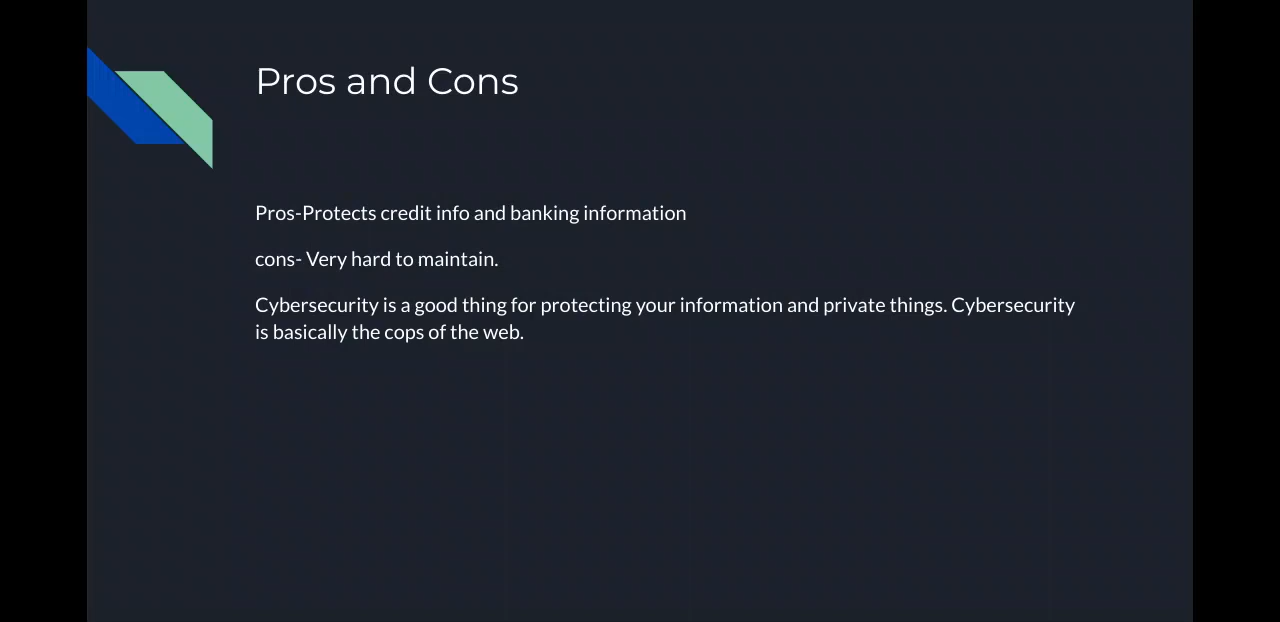 Pros and Cons
Pros-Protects credit info and banking information
cons- Very hard to maintain.
Cybersecurity is a good thing for protecting your information and private things. Cybersecurity
is basically the cops of the web.